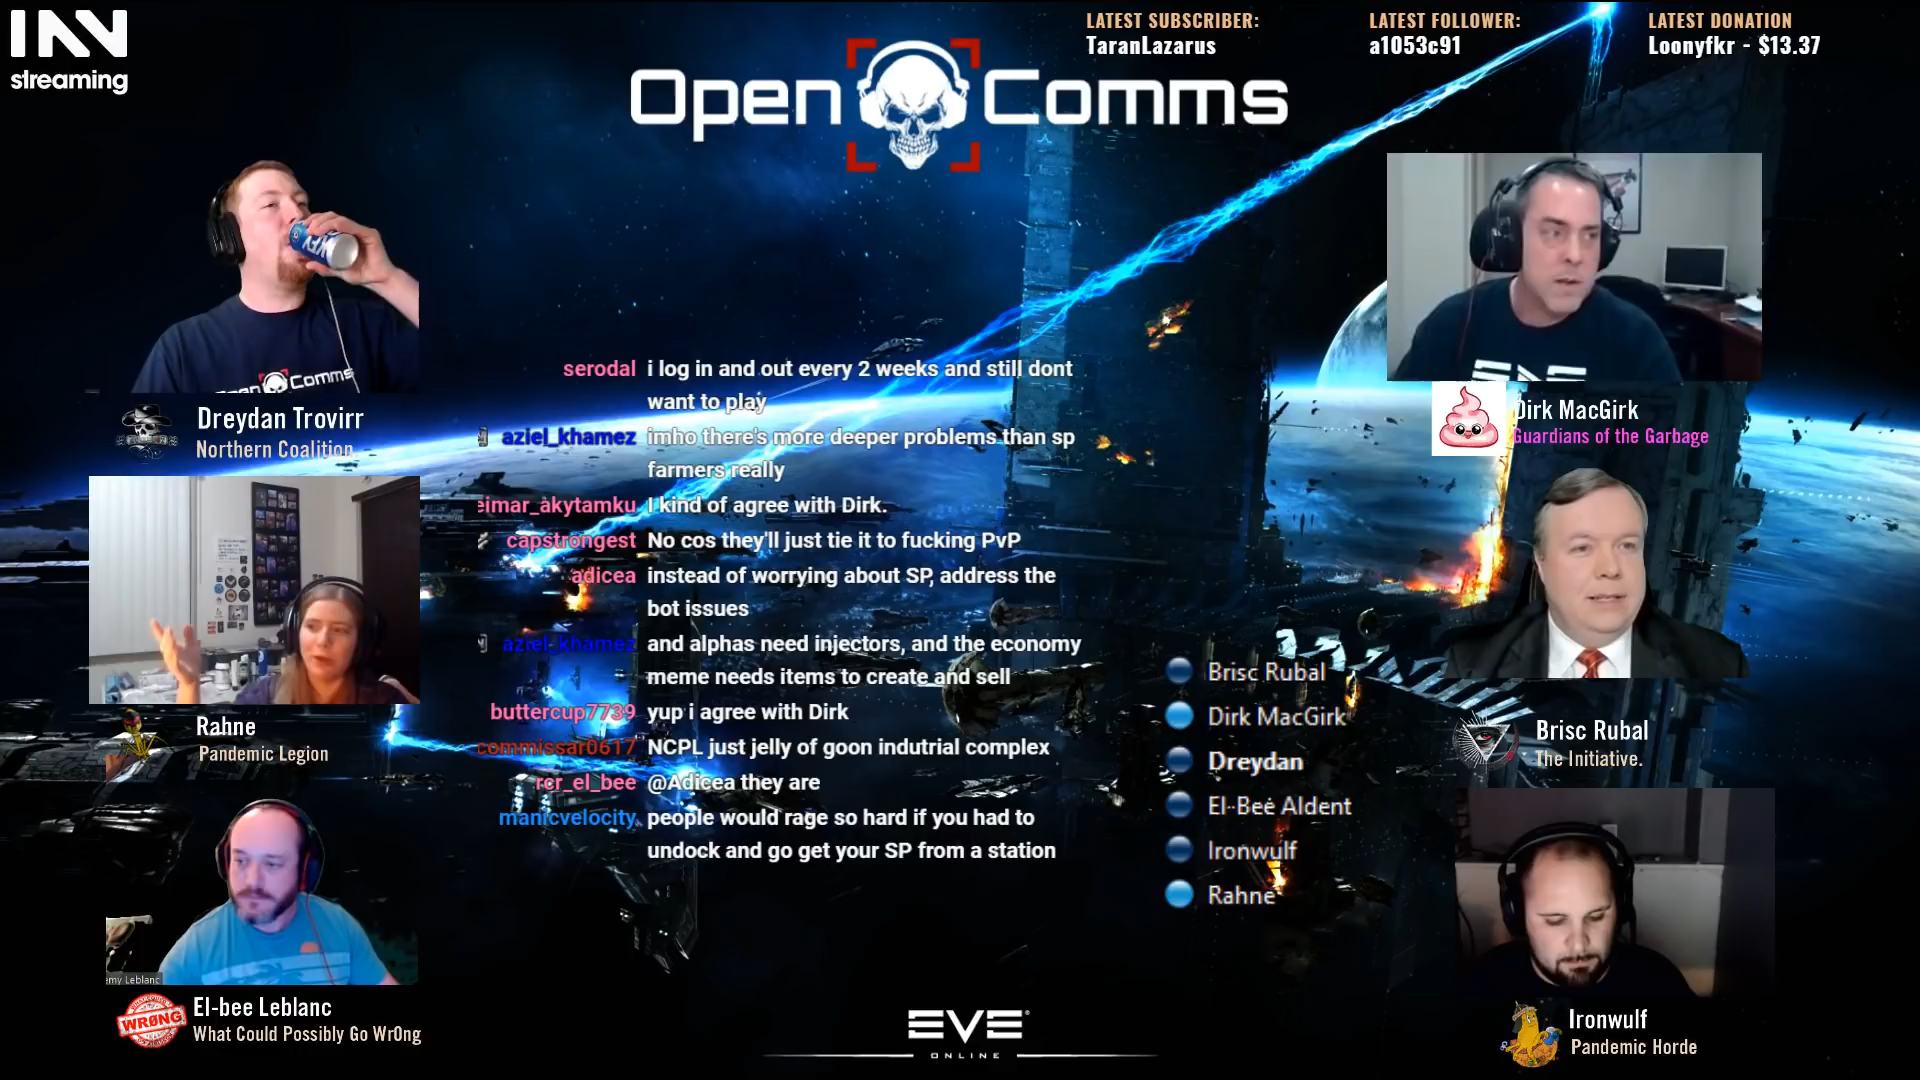 INN
streaming
Open Comms
LATEST SUBSCRIBER:
TaranLazarus
LATEST FOLLOWER:
a1053c91
LATEST DONATION
Loonyfkr - $13.37
Open Comms
Dreydan Trovirr
Northern Coalition.
Dirk MacGirk
Guardians of the Garbage
serodal i log in and out every 2 weeks and still dont
want to play
aziel_khamez imho there's more deeper problems than sp
farmers really
eimar_akytamku I kind of agree with Dirk.
capstrongest No cos they'll just tie it to fucking PvP
adicea instead of worrying about SP, address the
bot issues
aziel_khamez and alphas need injectors, and the economy
meme needs items to create and sell
buttercup7739 yup i agree with Dirk
commissar0617 NCPL just jelly of goon indutrial complex
rcr_el_bee @Adicea they are
manicvelocity people would rage so hard if you had to
undock and go get your SP from a station
Rahne
Pandemic Legion
Brisc Rubal
Dirk MacGirk
Dreydan
El-Bee Aldent
Ironwulf
Rahne
Brisc Rubal
The Initiative.
emy Leblanc
WRØNG
El-bee Leblanc
What Could Possibly Go Wr0ng
EVE
ONLINE
Ironwulf
Pandemic Horde